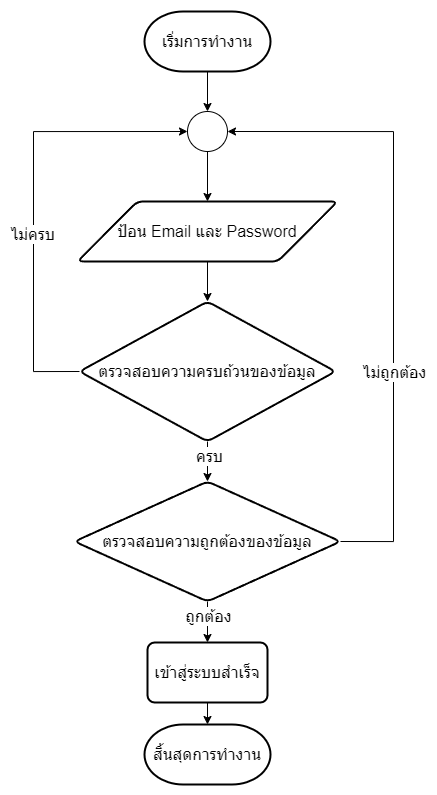 เริ่มการทำงาน
ป้อน Email และ Password
ไม่ครบ
ตรวจสอบความครบถ้วนของข้อมูล
ไม่ถูกต้อง
ครบ
ตรวจสอบความถูกต้องของข้อมูล
ถูกต้อง
เข้าสู่ระบบสำเร็จ
สิ้นสุดการทำงาน